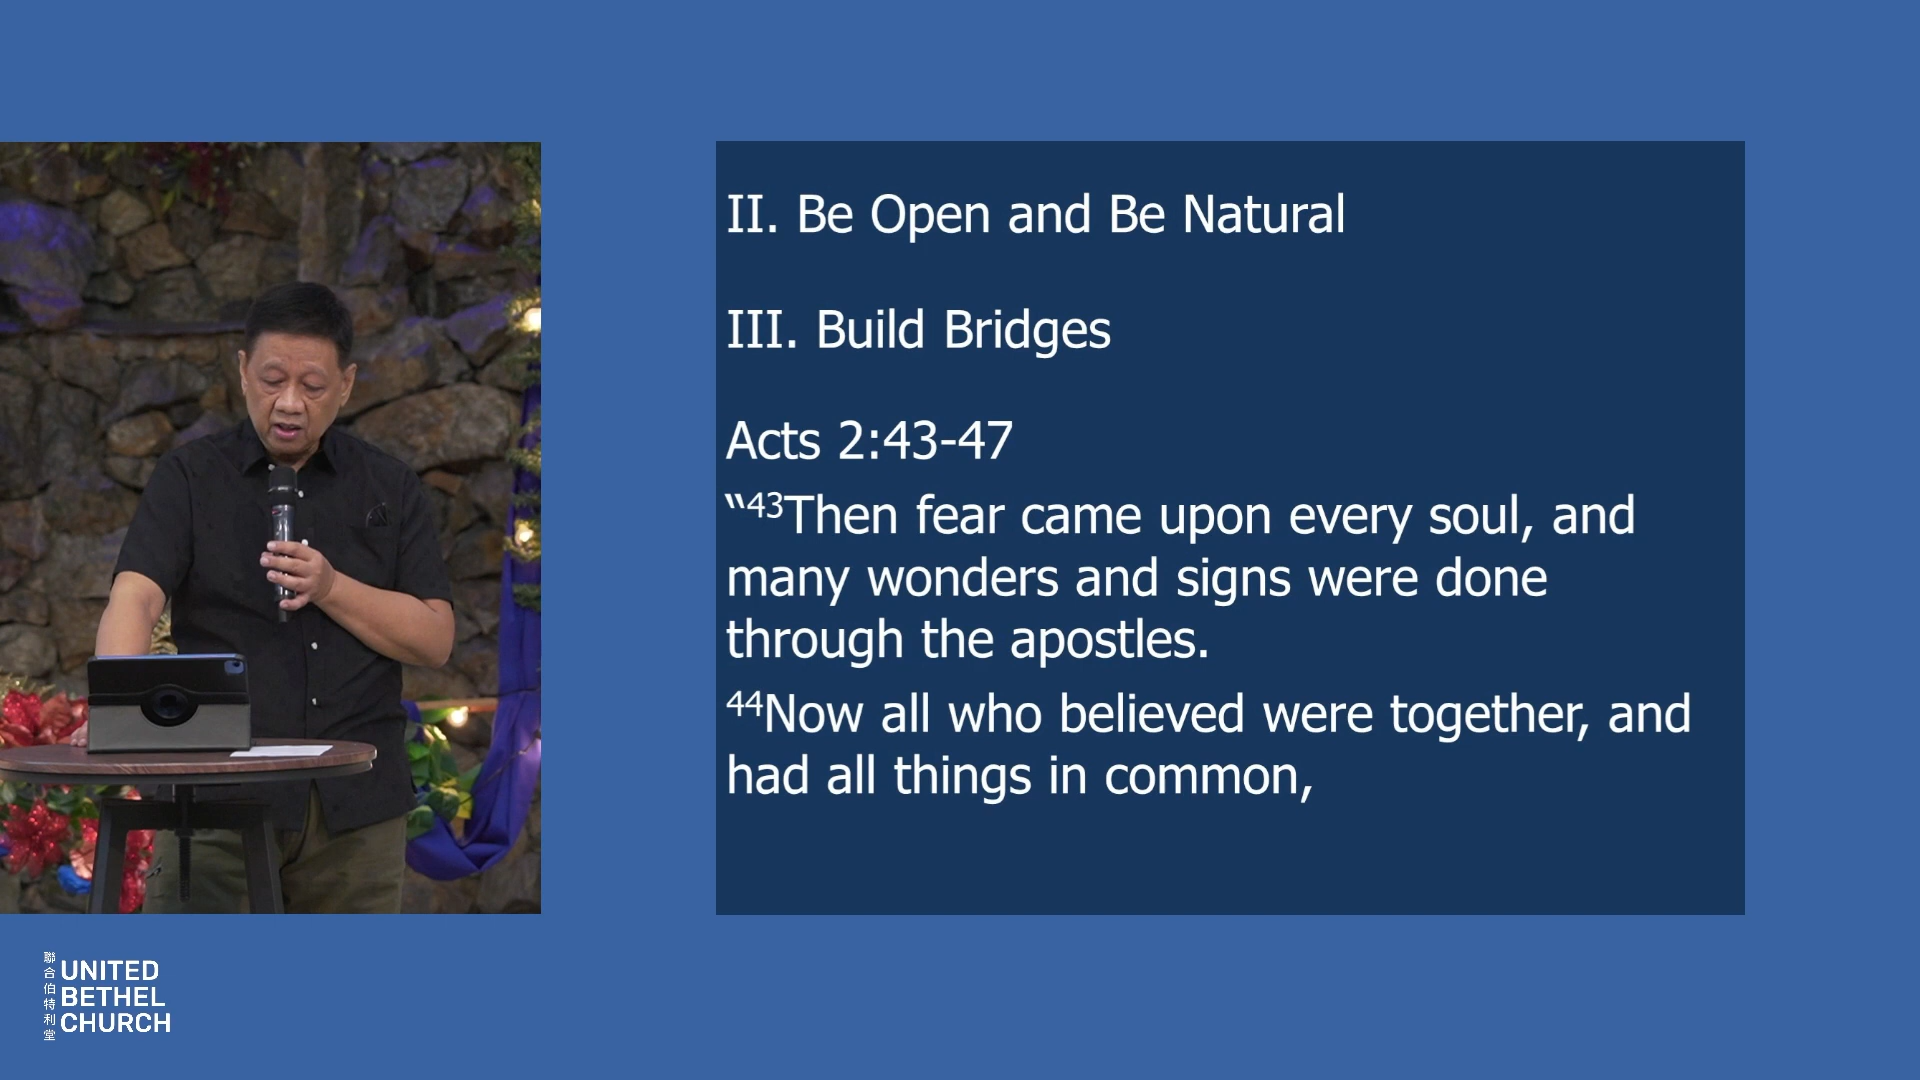 II. Be Open and Be Natural
III. Build Bridges
Acts 2:43-47
“⁴³Then fear came upon every soul, and
many wonders and signs were done
through the apostles.
⁴⁴Now all who believed were together, and
had all things in common,
聯合伯特利堂
UNITED
BETHEL
CHURCH